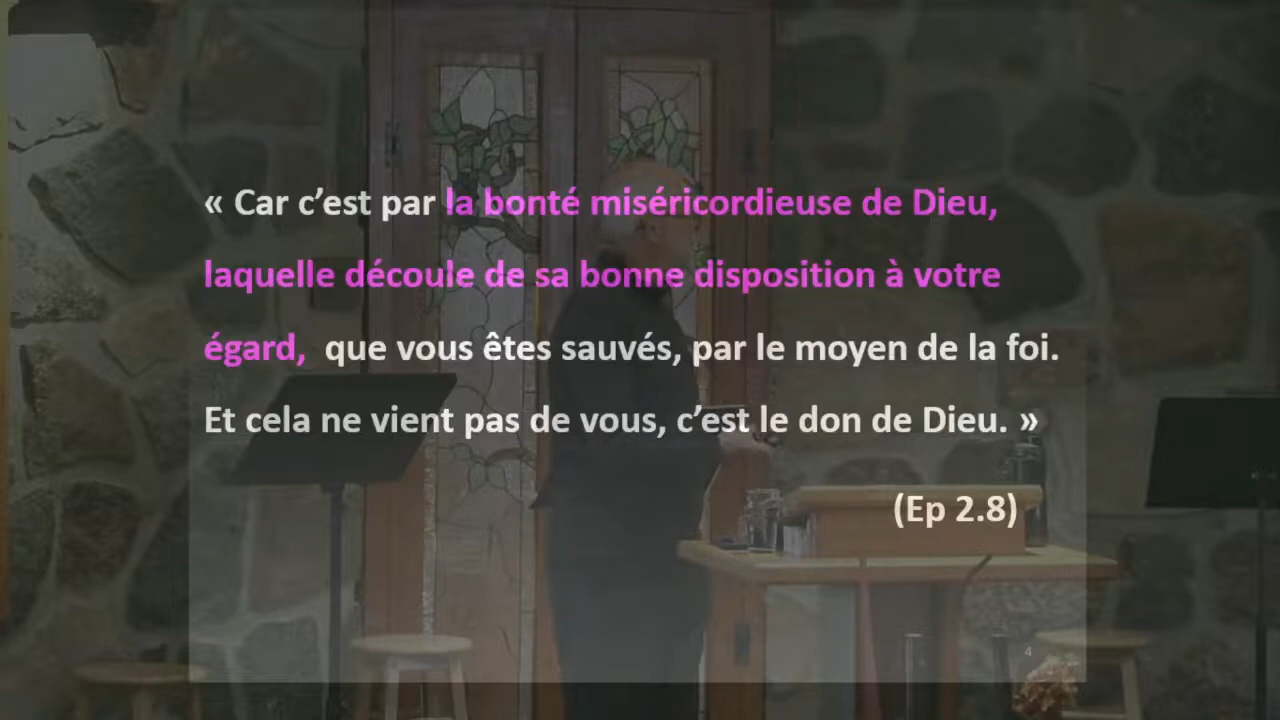 « Car c’est par la bonté miséricordieuse de Dieu,
laquelle découle de sa bonne disposition à votre
égard, que vous êtes sauvés, par le moyen de la foi.
Et cela ne vient pas de vous, c’est le don de Dieu. »
(Ep 2.8)
4